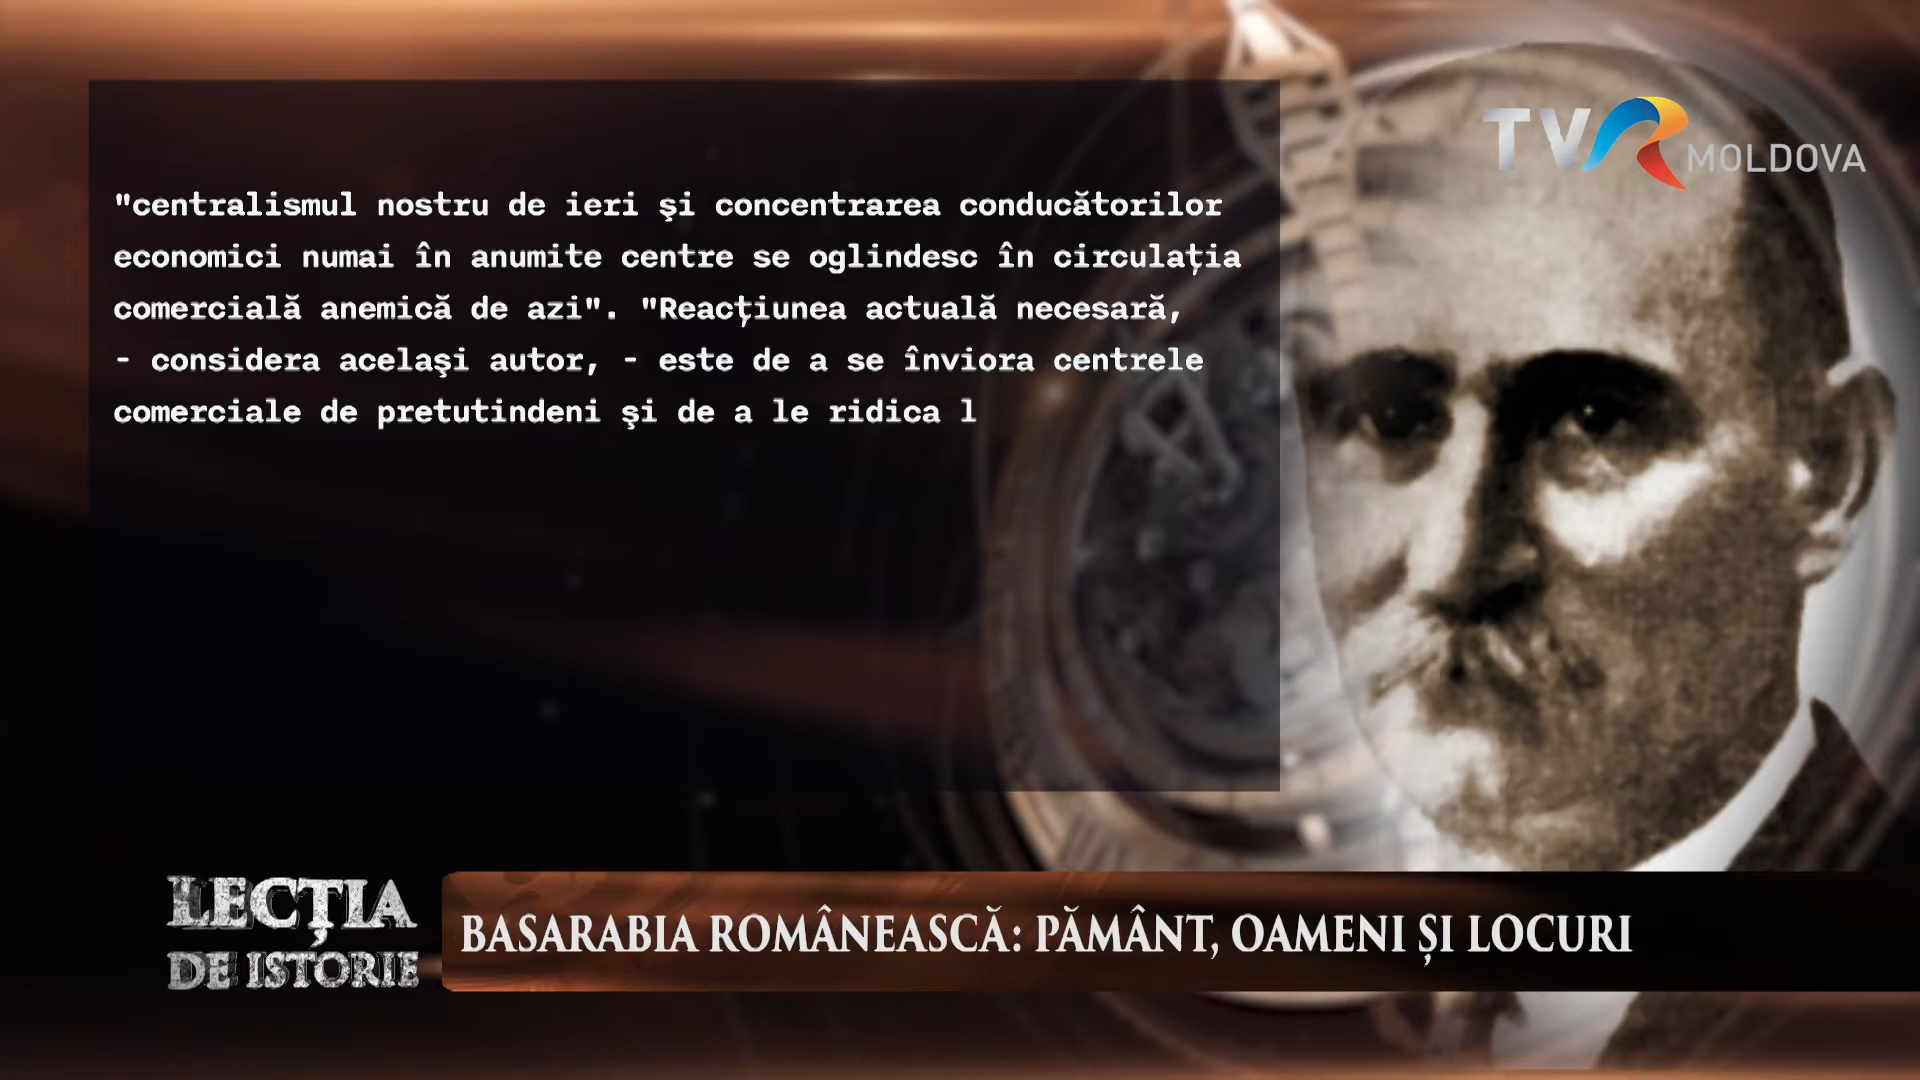 TVR MOLDOVA
"centralismul nostru de ieri şi concentrarea conducătorilor
economici numai în anumite centre se oglindesc în circulaţia
comercială anemică de azi". "Reacţiunea actuală necesară,
- considera acelaşi autor, - este de a se înviora centrele
comerciale de pretutindeni şi de a le ridica l
LECȚIA
DE ISTORIE
BASARABIA ROMÂNEASCĂ: PĂMÂNT, OAMENI ȘI LOCURI